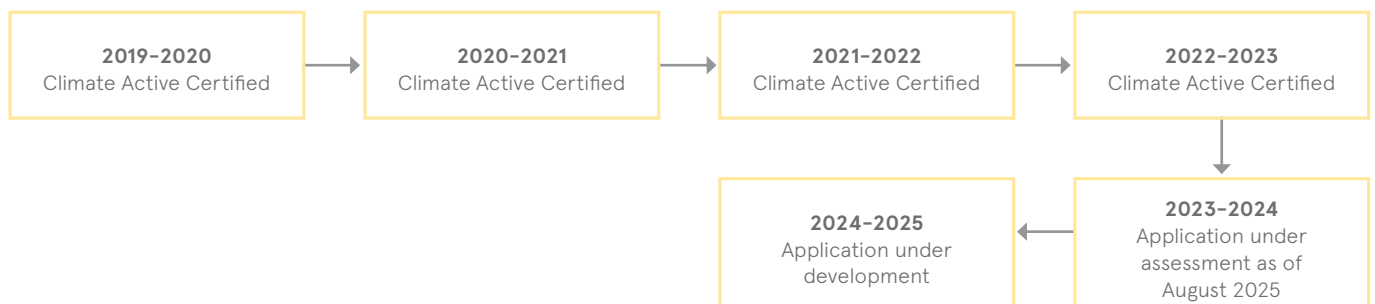 2019–2020
Climate Active Certified
2020–2021
Climate Active Certified
2021–2022
Climate Active Certified
2022–2023
Climate Active Certified
2023–2024
Application under
assessment as of
August 2025
2024–2025
Application under
development